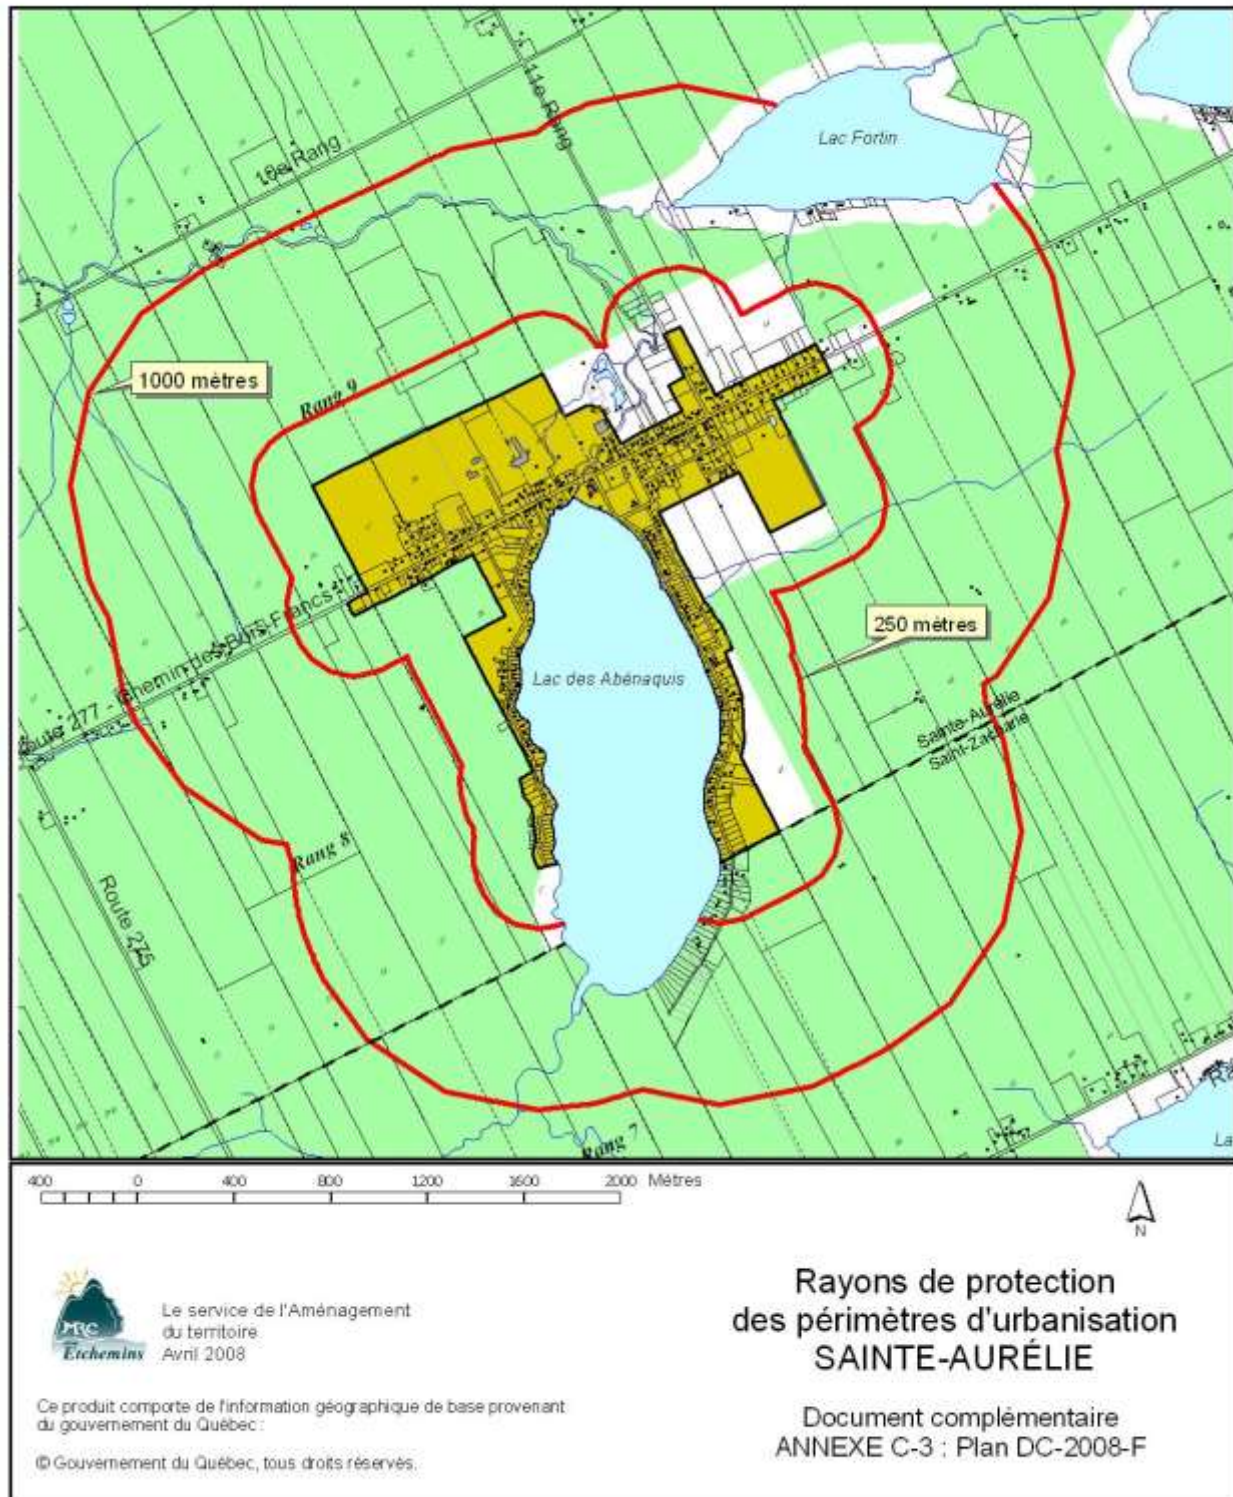 11e Rang
Lac Fortin
10e Rang
1000 mètres
Rang 9
250 mètres
Route 277 - Chemin des Bois-Francs
Lac des Abénaquis
Sainte-Aurélie
Saint-Zacharie
Rang 8
Route 275
Rang 7
La
400 0 400 800 1200 1600 2000 Mètres
N
MRC
Etchemins
Le service de l'Aménagement
du territoire
Avril 2008
Rayons de protection
des périmètres d'urbanisation
SAINTE-AURÉLIE
Ce produit comporte de l'information géographique de base provenant
du gouvernement du Québec :
© Gouvernement du Québec, tous droits réservés.
Document complémentaire
ANNEXE C-3 : Plan DC-2008-F